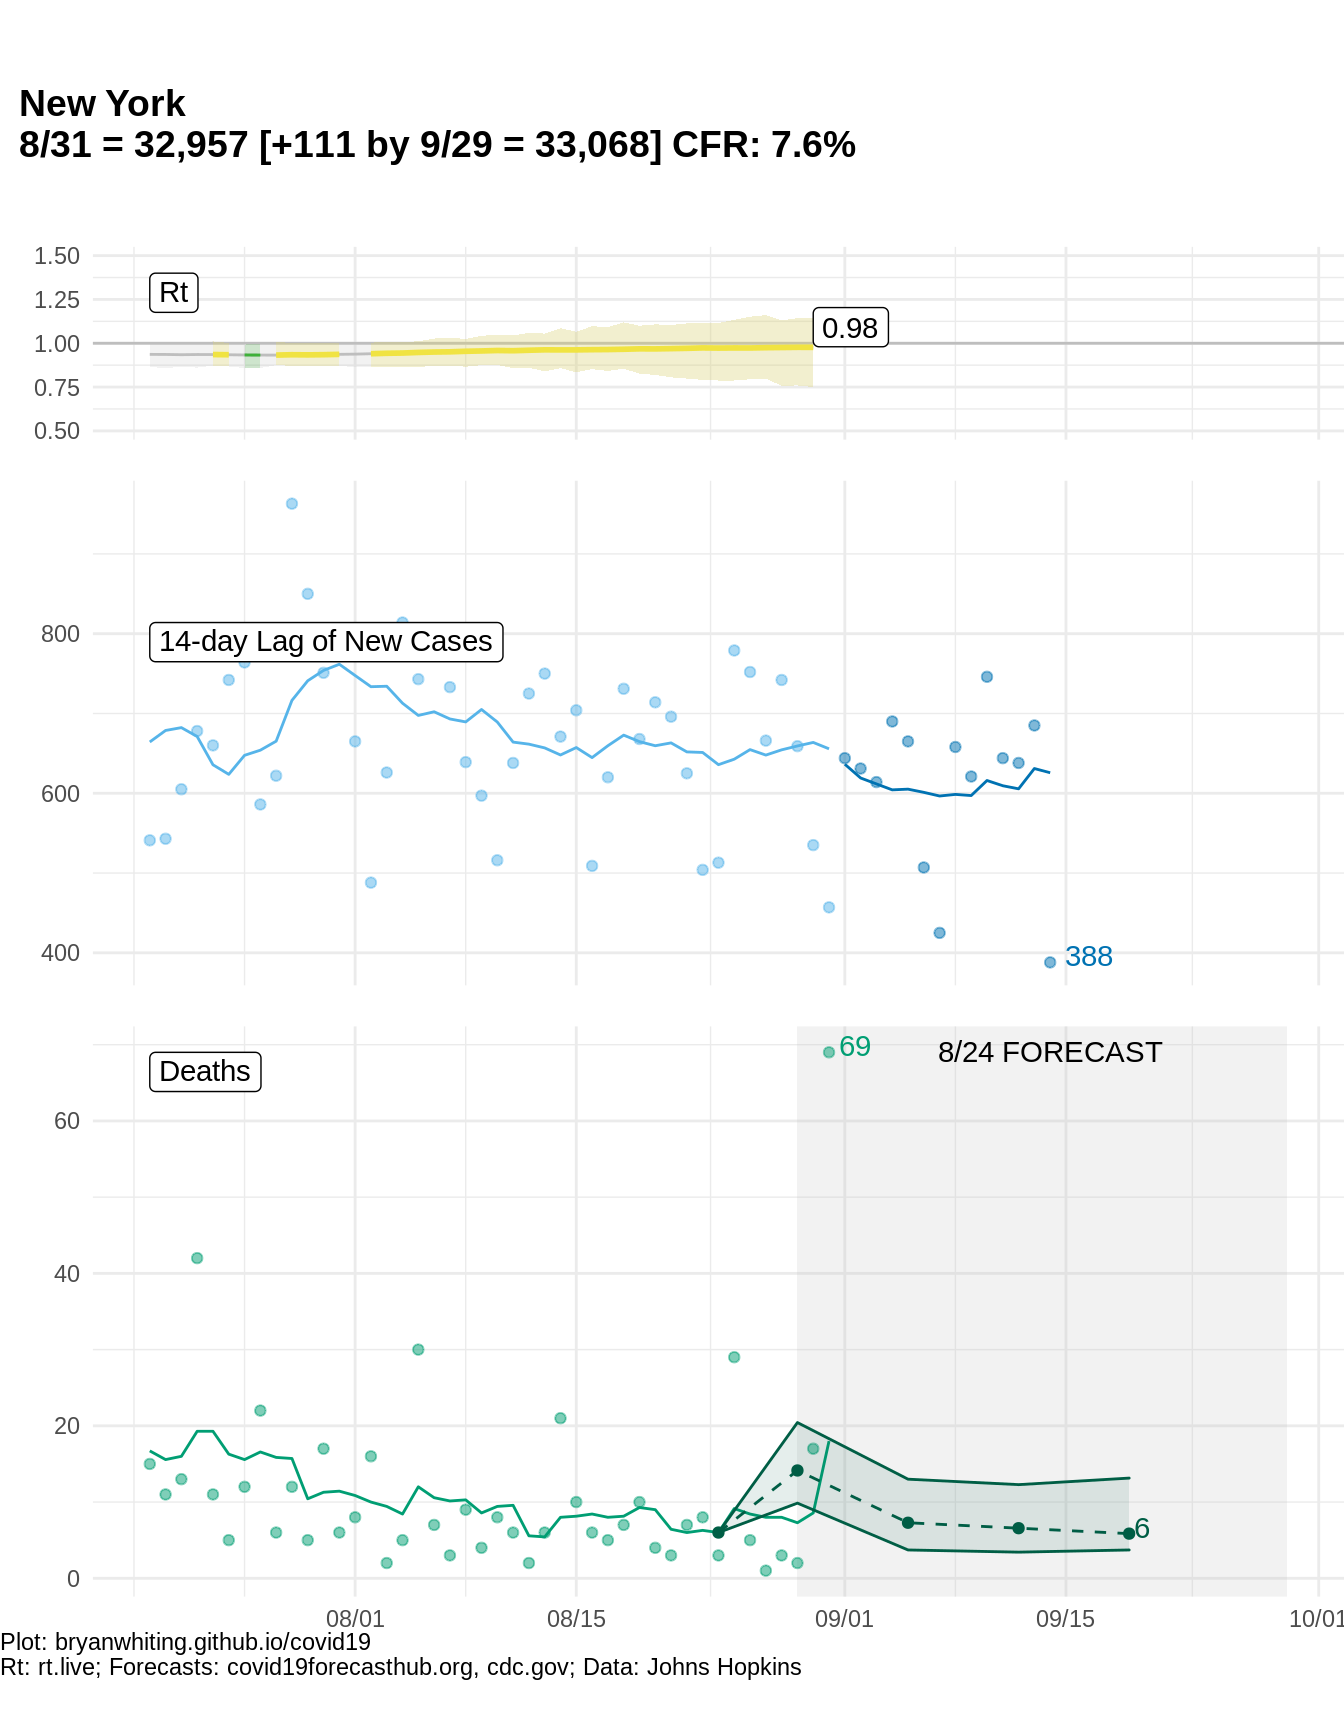 New York
8/31 = 32,957 [+111 by 9/29 = 33,068] CFR: 7.6%
1.50
1.25
1.00
0.75
0.50
Rt
0.98
800
600
400
14-day Lag of New Cases
388
60
40
20
0
Deaths
69
8/24 FORECAST
6
08/01
08/15
09/01
09/15
10/01
Plot: bryanwhiting.github.io/covid19
Rt: rt.live; Forecasts: covid19forecasthub.org, cdc.gov; Data: Johns Hopkins